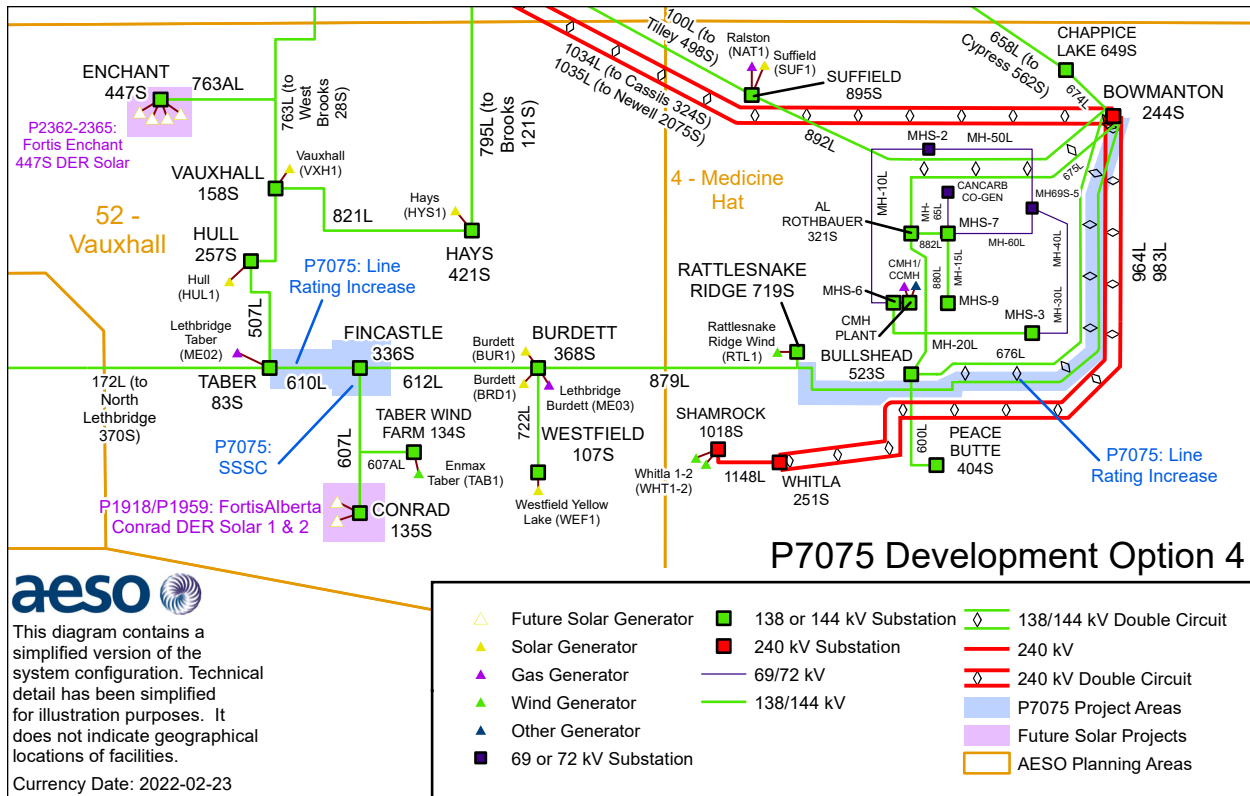 ENCHANT
447S
763AL
P2362-2365:
Fortis Enchant
447S DER Solar
763L (to
West
Brooks
28S)
795L (to
Brooks
121S)
VAUXHALL
158S
Vauxhall
(VXH1)
52 -
Vauxhall
821L
Hays
(HYS1)
HAYS
421S
HULL
257S
Hull
(HUL1)
507L
P7075: Line
Rating Increase
Lethbridge
Taber
(ME02)
TABER
83S
610L
FINCASTLE
336S
612L
172L (to
North
Lethbridge
370S)
P7075:
SSSC
607L
TABER WIND
FARM 134S
607AL
Enmax
Taber (TAB1)
P1918/P1959: FortisAlberta
Conrad DER Solar 1 & 2
CONRAD
135S
Burdett
(BUR1)
Burdett
(BRD1)
BURDETT
368S
Lethbridge
Burdett (ME03)
722L
WESTFIELD
107S
Westfield Yellow
Lake (WEF1)
879L
100L (to
Tilley 498S)
1034L (to Cassils 324S)
1035L (to Newell 2075S)
Ralston
(NAT1)
Suffield
(SUF1)
SUFFIELD
895S
892L
4 - Medicine
Hat
658L (to
Cypress 562S)
CHAPPICE
LAKE 649S
674L
BOWMANTON
244S
MHS-2
MH-50L
675L
MH-10L
CANCARB
CO-GEN
MH69S-5
MH-
65L
AL
ROTHBAUER
321S
MHS-7
882L
MH-60L
MH-40L
CMH1/
CCMH
880L
MH-15L
MHS-6
MHS-9
MH-30L
MHS-3
CMH
PLANT
MH-20L
RATTLESNAKE
RIDGE 719S
Rattlesnake
Ridge Wind
(RTL1)
BULLSHEAD
523S
676L
964L
983L
SHAMROCK
1018S
Whitla 1-2
(WHT1-2)
1148L
WHITLA
251S
600L
PEACE
BUTTE
404S
P7075: Line
Rating Increase
P7075 Development Option 4
aeso
This diagram contains a
simplified version of the
system configuration. Technical
detail has been simplified
for illustration purposes. It
does not indicate geographical
locations of facilities.
Currency Date: 2022-02-23
Future Solar Generator
Solar Generator
Gas Generator
Wind Generator
Other Generator
69 or 72 kV Substation
138 or 144 kV Substation
240 kV Substation
69/72 kV
138/144 kV
138/144 kV Double Circuit
240 kV
240 kV Double Circuit
P7075 Project Areas
Future Solar Projects
AESO Planning Areas